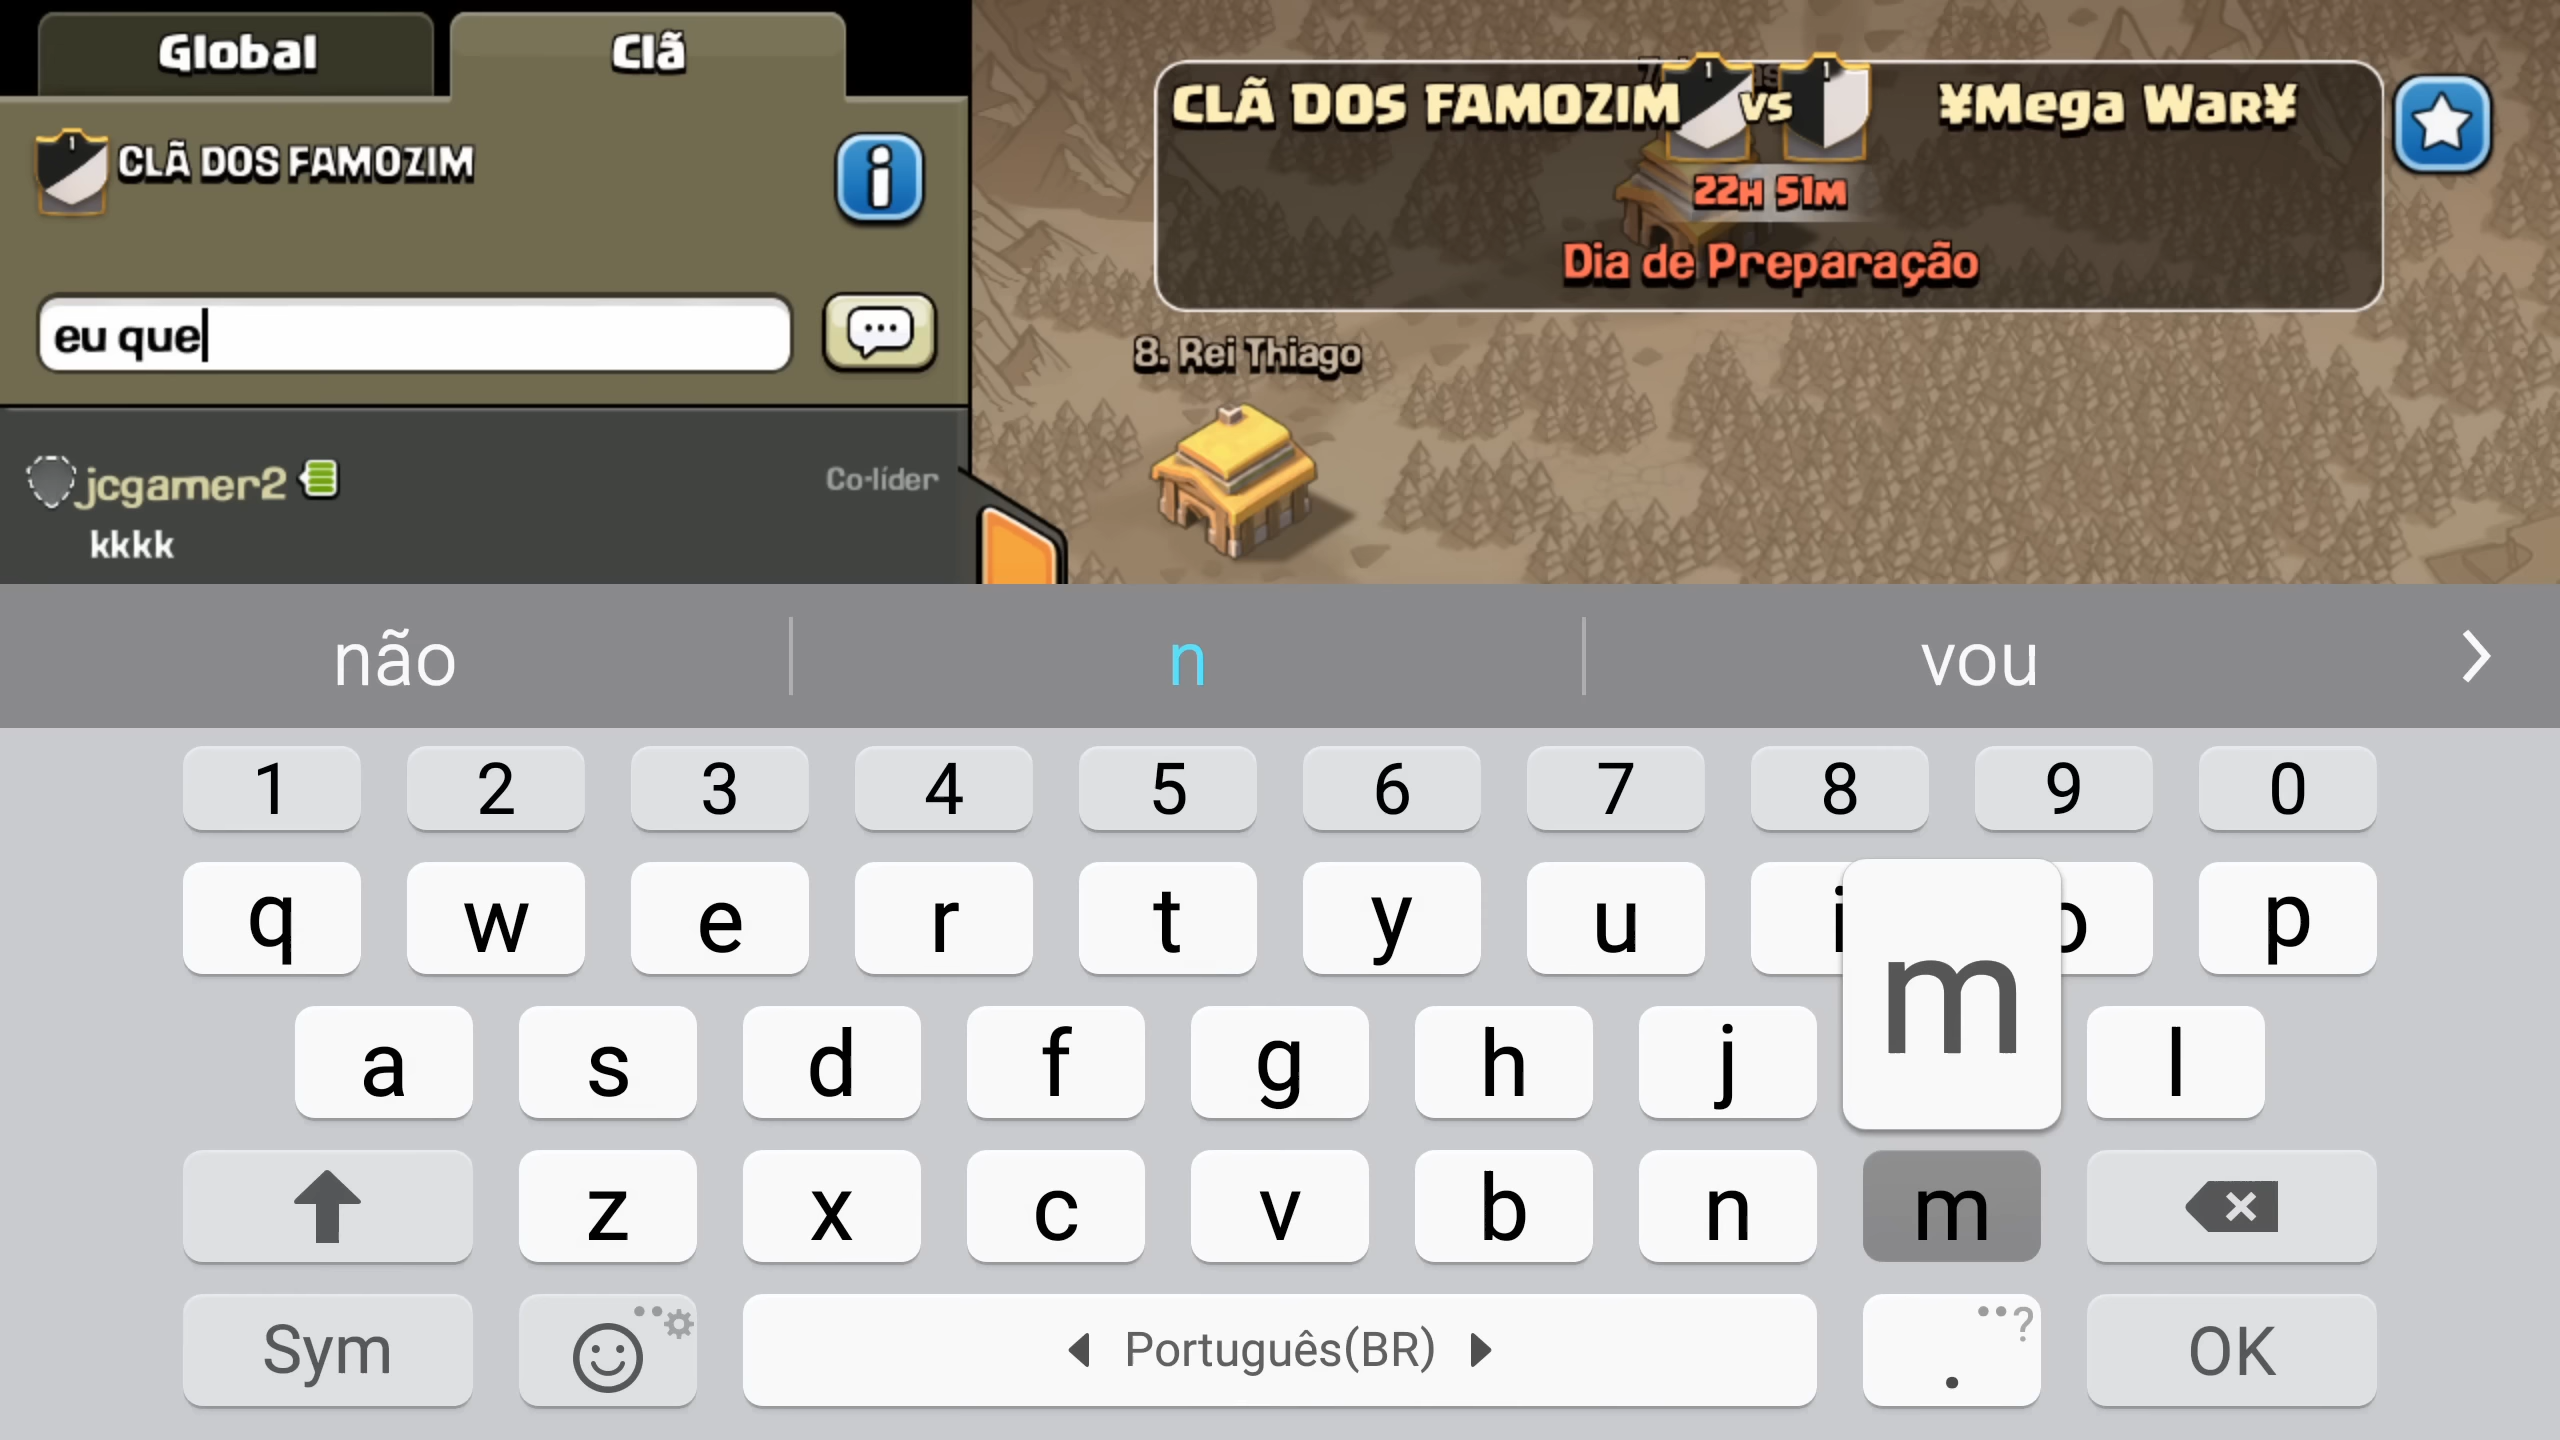 Global
Clã
CLÃ DOS FAMOZIM
eu que
jcgamer2
Co-líder
kkkk
CLÃ DOS FAMOZIM
1
vs
1
¥Mega War¥
22H 51M
Dia de Preparação
8. Rei Thiago
não
n
vou
1 2 3 4 5 6 7 8 9 0
q w e r t y u i o p
a s d f g h j m l
z x c v b n m
Sym
Português(BR)
. ?
OK